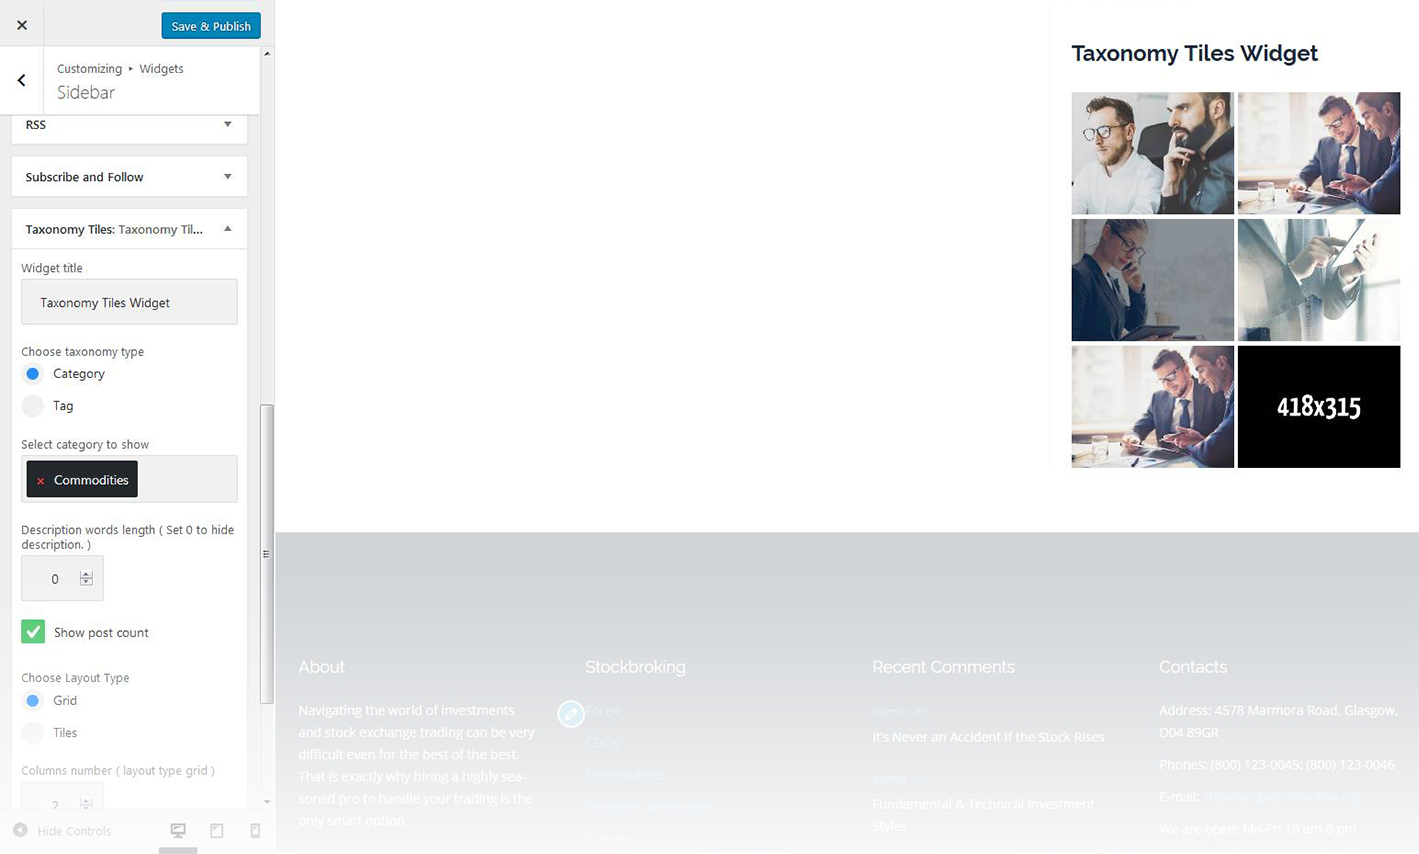 Save & Publish
Customizing ▸ Widgets
Sidebar
RSS
Subscribe and Follow
Taxonomy Tiles: Taxonomy Til...
Widget title
Taxonomy Tiles Widget
Choose taxonomy type
Category
Tag
Select category to show
× Commodities
Description words length ( Set 0 to hide
description. )
0
Show post count
Choose Layout Type
Grid
Tiles
Columns number ( layout type grid )
2
Hide Controls
Taxonomy Tiles Widget
418x315
About
Navigating the world of investments
and stock exchange trading can be very
difficult even for the best of the best.
That is exactly why hiring a highly sea-
soned pro to handle your trading is the
only smart option.
Stockbroking
Forex
CDOs
Commodities
Securities Arbitration
Recent Comments
admin on
It's Never an Accident If the Stock Rises
admin on
Fundamental & Technical Investment
Styles
Contacts
Address: 4578 Marmora Road, Glasgow,
D04 89GR
Phones: (800) 123-0045; (800) 123-0046
E-mail: stexchange@demolink.org
We are open: Mn-Fr: 10 am-8 pm